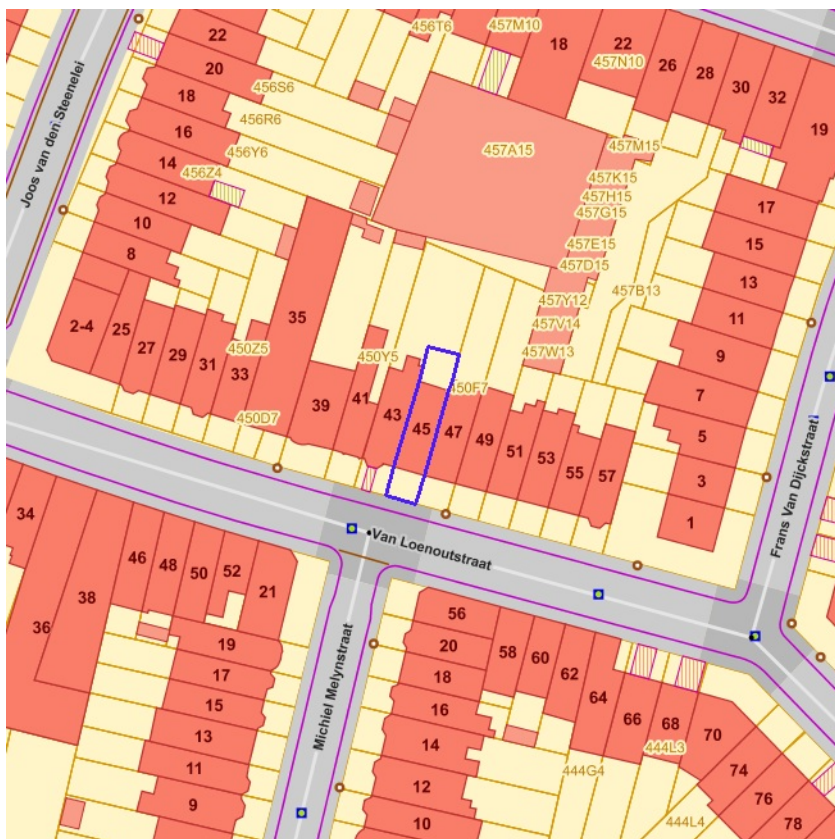 456T6
457M10
22
18
22
457N10
26
28
30
32
19
20
456S6
18
456R6
16
456Y6
14
456Z4
12
10
8
Joos van den Steenelei
457A15
457M15
457K15
457H15
457G15
457E15
457D15
457B13
457Y12
457V14
457W13
17
15
13
11
9
7
5
3
1
2-4
25
27
29
31
33
450Z5
35
450D7
39
41
450Y5
43
45
47
450F7
49
51
53
55
57
Frans Van Dijckstraat
Van Loenoutstraat
34
36
38
46
48
50
52
21
19
17
15
13
11
9
Michiel Melynstraat
56
20
18
16
14
12
10
58
60
62
64
66
68
70
74
76
78
444L3
444G4
444L4